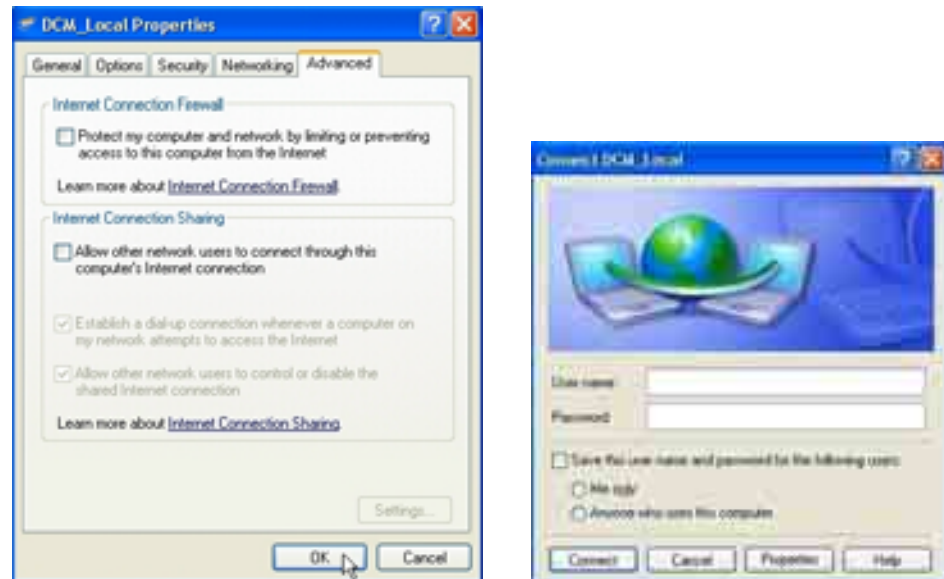 DCM_Local Properties
General Options Security Networking Advanced
Internet Connection Firewall
Protect my computer and network by limiting or preventing
access to this computer from the Internet
Learn more about Internet Connection Firewall.
Internet Connection Sharing
Allow other network users to connect through this
computer's Internet connection
Establish a dial-up connection whenever a computer on
my network attempts to access the Internet
Allow other network users to control or disable the
shared Internet connection
Learn more about Internet Connection Sharing.
Settings...
OK Cancel
Connect DCM_Local
User name:
Password:
Save this user name and password for the following users:
Me only
Anyone who uses this computer
Connect Cancel Properties Help